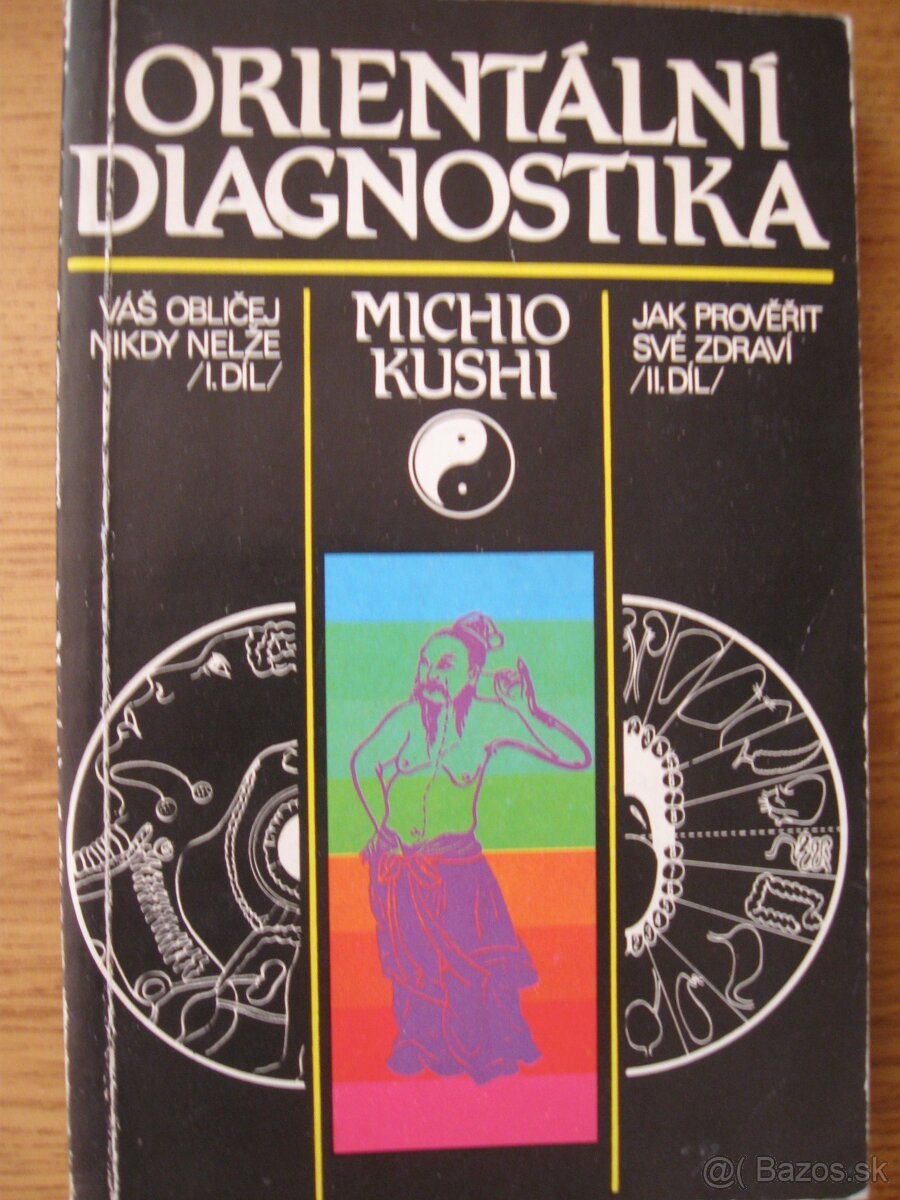 ORIENTÁLNÍ
DIAGNOSTIKA
VÁŠ OBLIČEJ
NIKDY NELŽE
/I. DÍL/
MICHIO
KUSHI
JAK PROVĚŘIT
SVÉ ZDRAVÍ
/II. DÍL/
@( Bazos.sk